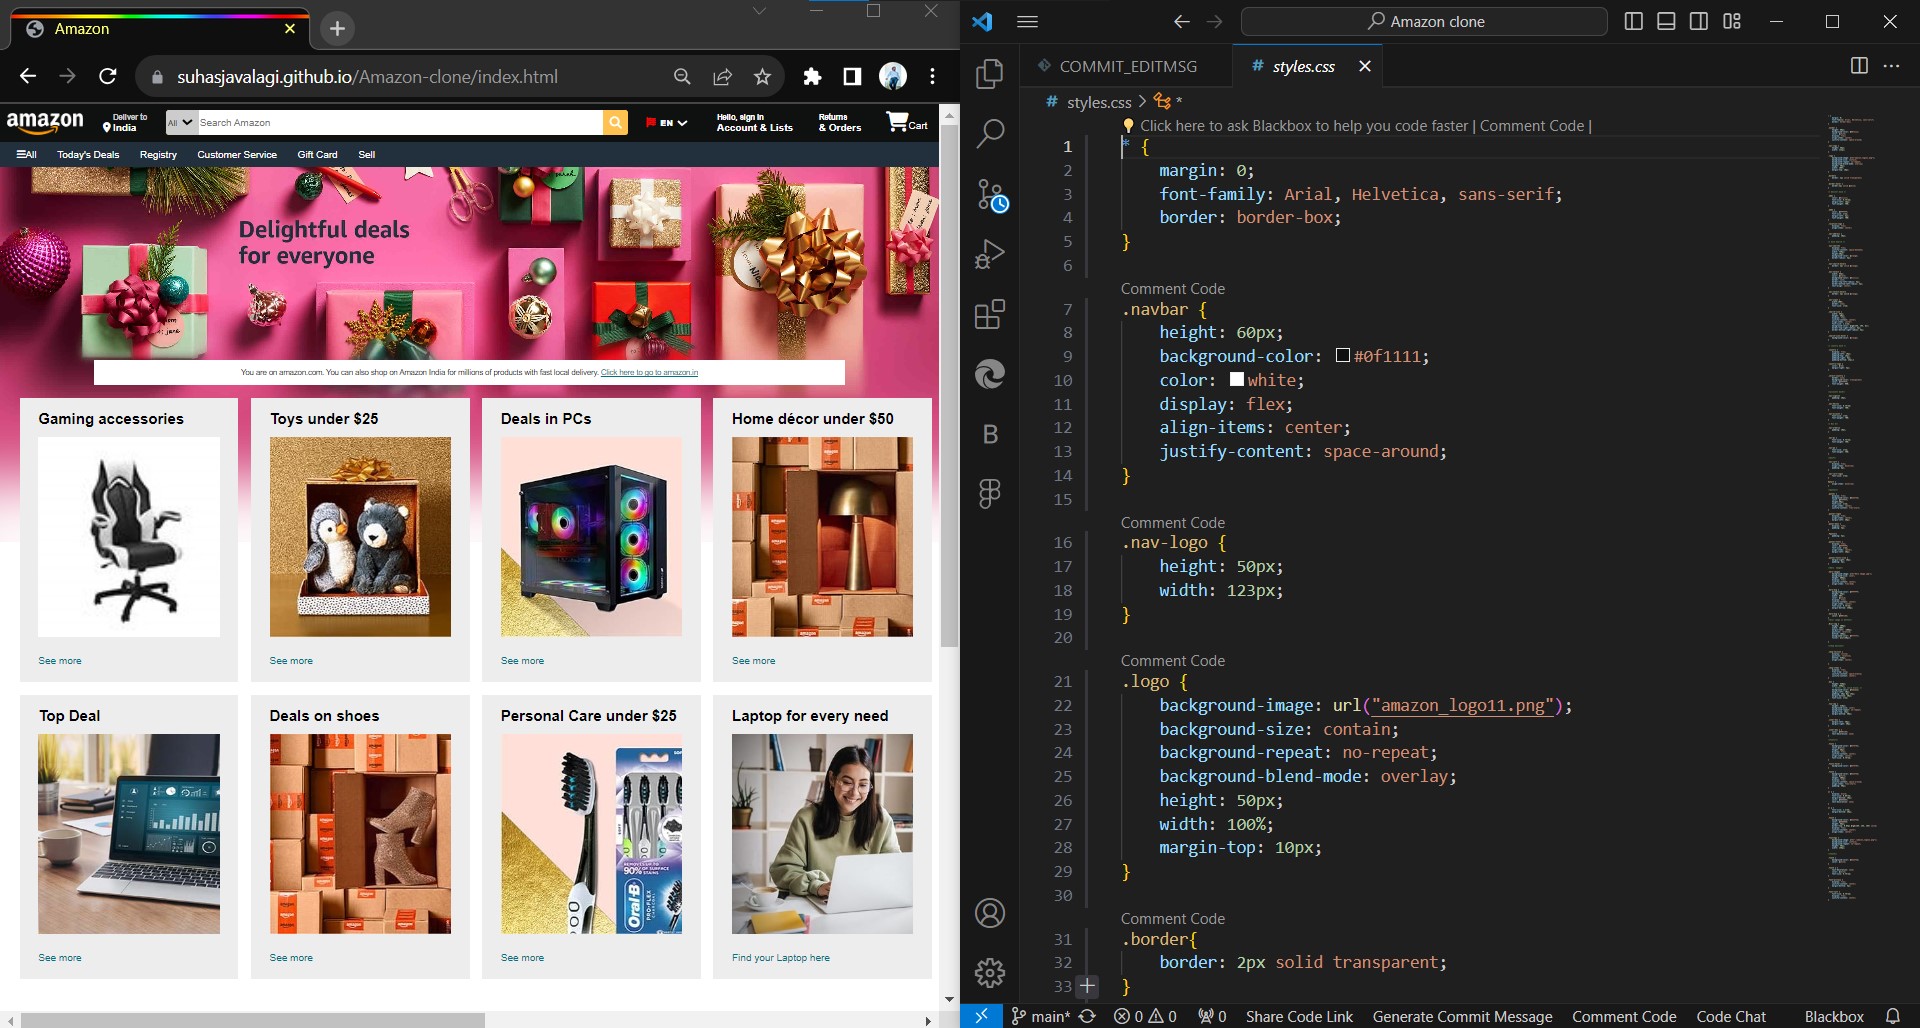 Amazon
suhasjavalagi.github.io/Amazon-clone/index.html
amazon
Deliver to
India
All
Search Amazon
EN
Hello, sign in
Account & Lists
Returns
& Orders
Cart
All
Today's Deals
Registry
Customer Service
Gift Card
Sell
Delightful deals
for everyone
You are on amazon.com. You can also shop on Amazon India for millions of products with fast local delivery. Click here to go to amazon.in
Gaming accessories
Toys under $25
Deals in PCs
Home décor under $50
See more
See more
See more
See more
Top Deal
Deals on shoes
Personal Care under $25
Laptop for every need
REMOVES UP TO
90% OF SURFACE
STAINS
Oral-B
PRO-FLEX
See more
See more
See more
Find your Laptop here
Amazon clone
COMMIT_EDITMSG
# styles.css
# styles.css > *
Click here to ask Blackbox to help you code faster | Comment Code |
1 * {
2 margin: 0;
3 font-family: Arial, Helvetica, sans-serif;
4 border: border-box;
5 }
6
Comment Code
7 .navbar {
8 height: 60px;
9 background-color: #0f1111;
10 color: white;
11 display: flex;
12 align-items: center;
13 justify-content: space-around;
14 }
15
Comment Code
16 .nav-logo {
17 height: 50px;
18 width: 123px;
19 }
20
Comment Code
21 .logo {
22 background-image: url("amazon_logo11.png");
23 background-size: contain;
24 background-repeat: no-repeat;
25 background-blend-mode: overlay;
26 height: 50px;
27 width: 100%;
28 margin-top: 10px;
29 }
30
Comment Code
31 .border{
32 border: 2px solid transparent;
33 }
main*
0
0
0
Share Code Link
Generate Commit Message
Comment Code
Code Chat
Blackbox